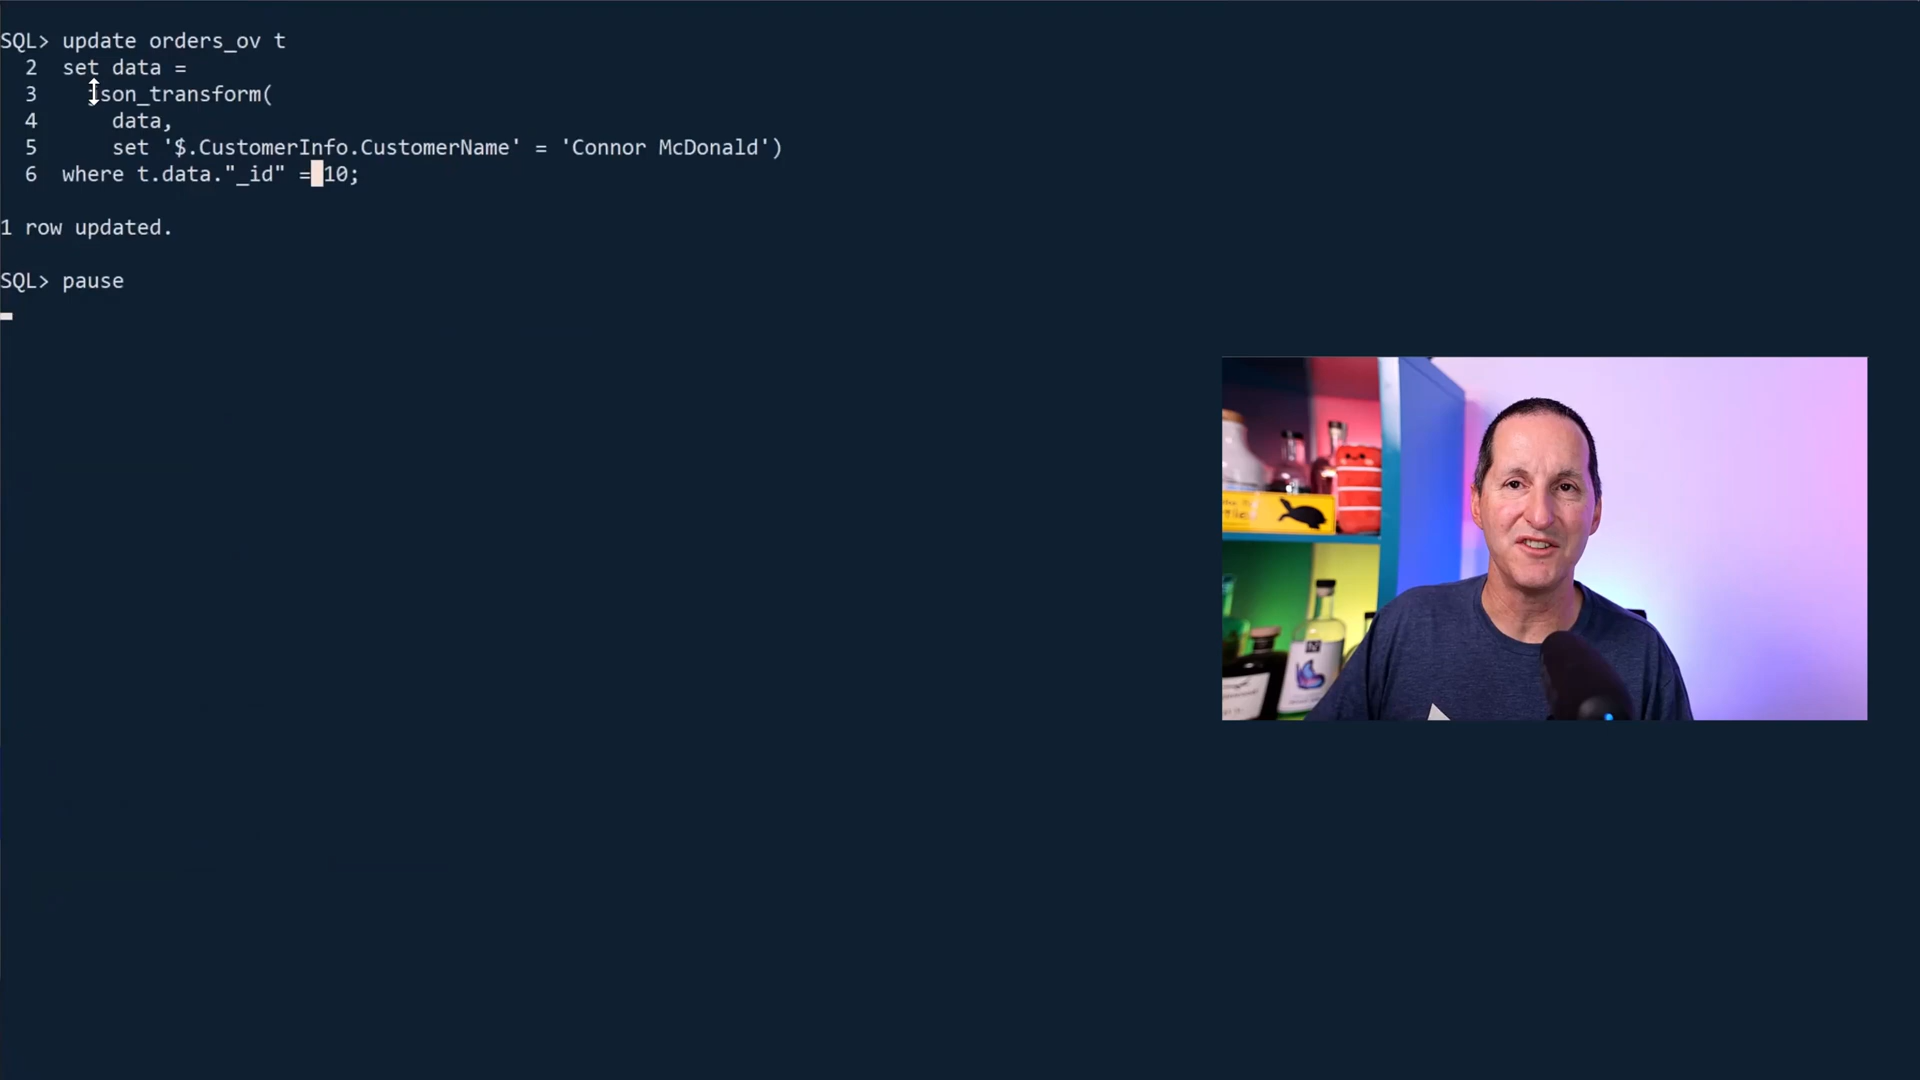 SQL> update orders_ov t
2 set data =
3 json_transform(
4 data,
5 set '$.CustomerInfo.CustomerName' = 'Connor McDonald')
6 where t.data."_id" = 10;
1 row updated.
SQL> pause